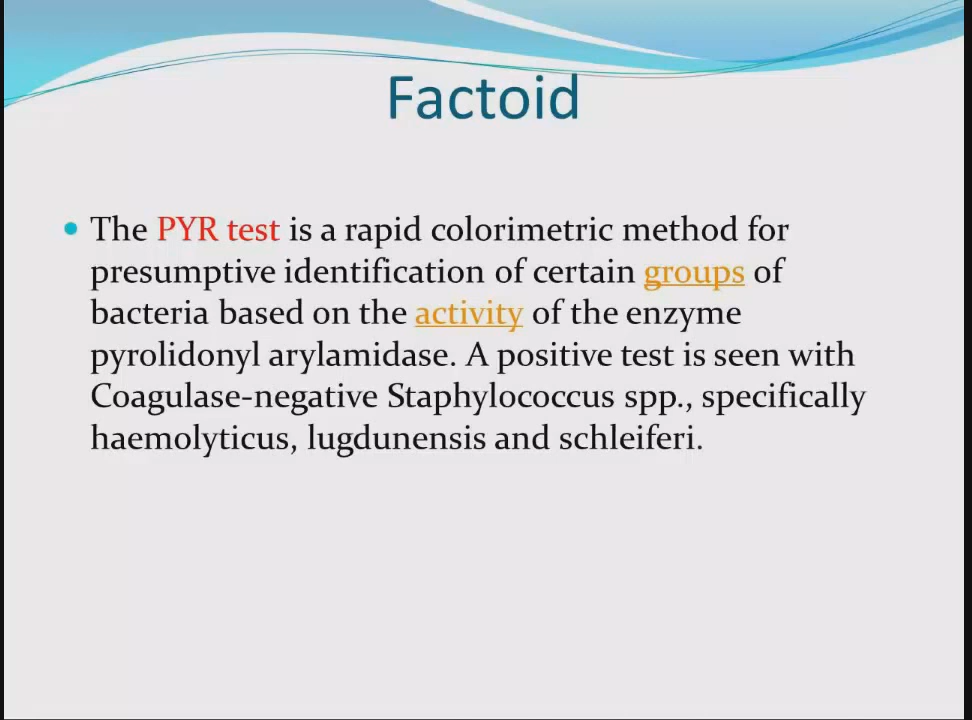 Factoid
• The PYR test is a rapid colorimetric method for
presumptive identification of certain groups of
bacteria based on the activity of the enzyme
pyrolidonyl arylamidase. A positive test is seen with
Coagulase-negative Staphylococcus spp., specifically
haemolyticus, lugdunensis and schleiferi.